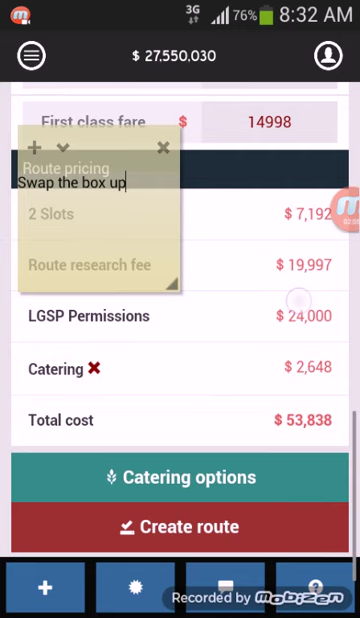 3G 76% 8:32 AM
$ 27,550,030
First class fare $ 14998
Route pricing
Swap the box up
2 Slots $ 7,192
Route research fee $ 19,997
LGSP Permissions $ 24,000
Catering $ 2,648
Total cost $ 53,838
Catering options
Create route
Recorded by mobizen